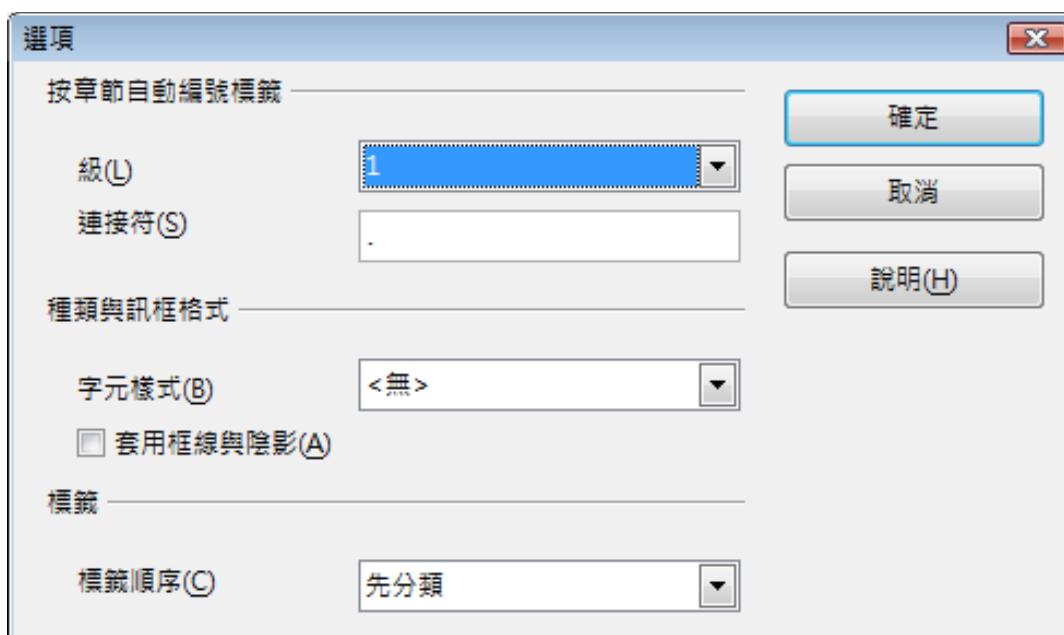 選項
按章節自動編號標籤
級(L)
1
連接符(S)
.
種類與訊框格式
字元樣式(B)
<無>
套用框線與陰影(A)
標籤
標籤順序(C)
先分類
確定
取消
說明(H)